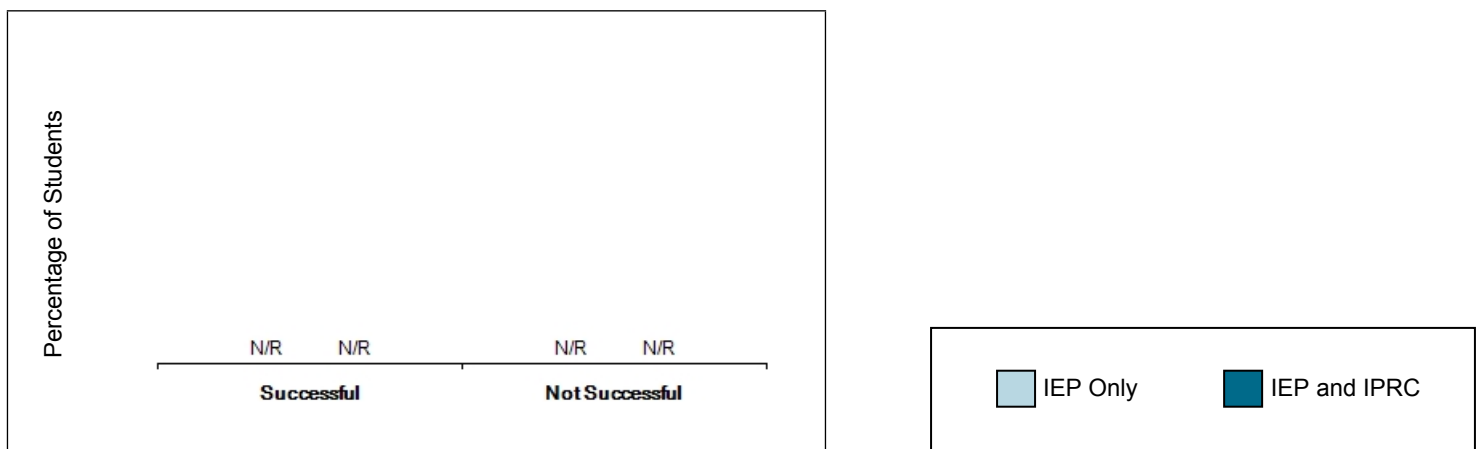 Percentage of Students
N/R N/R N/R N/R
Successful Not Successful
IEP Only IEP and IPRC